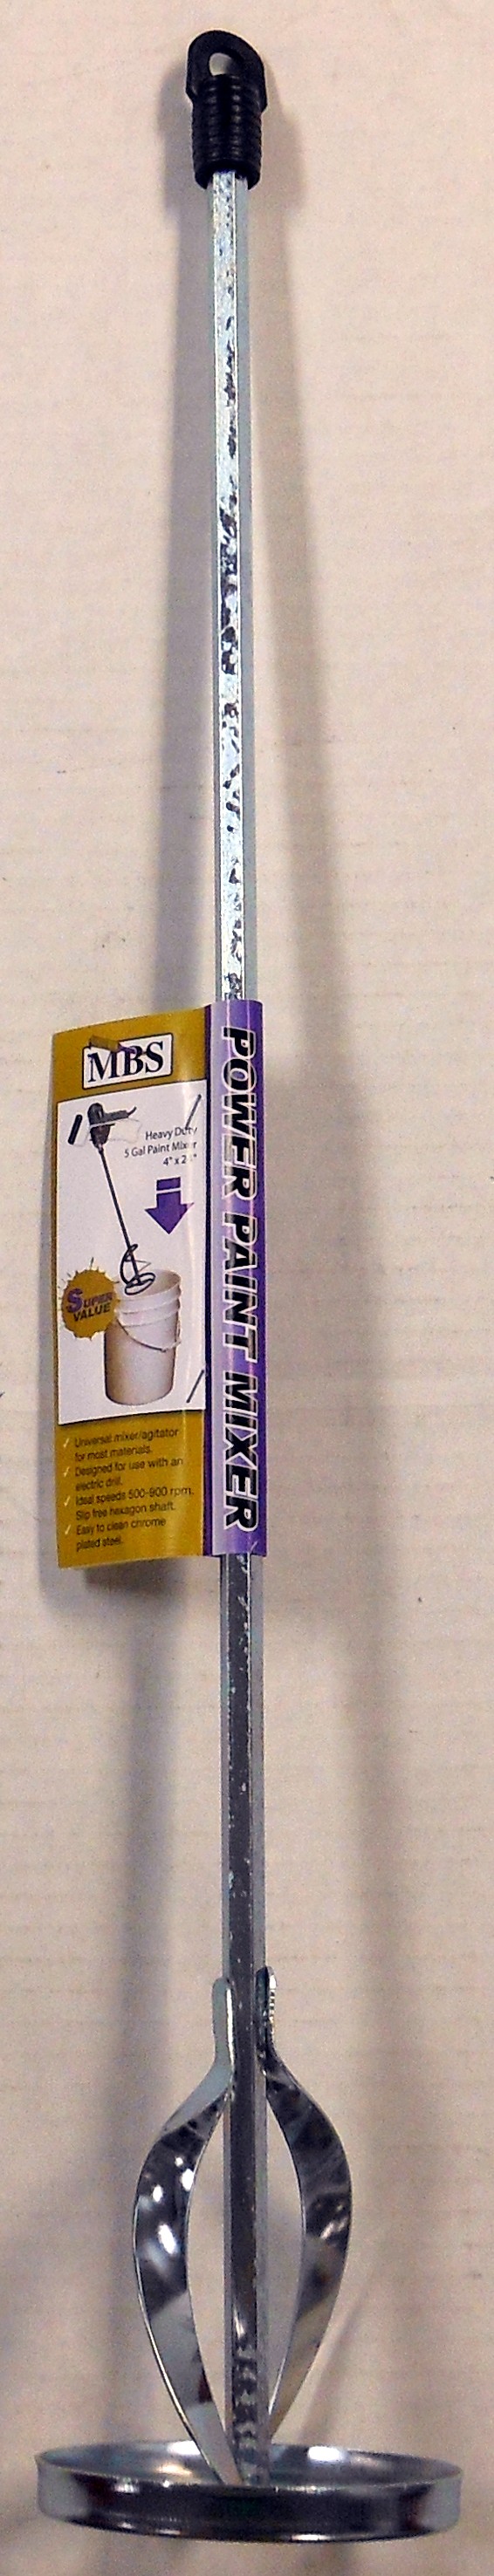 MBS
Heavy Duty
5 Gal Paint Mixer
4" x 2
SUPER
VALUE
✓ Universal mixer/agitator
for most materials.
✓ Designed for use with an
electric drill.
✓ Ideal speeds 500-900 rpm.
Slip free hexagon shaft.
✓ Easy to clean chrome
plated steel.
POWER PAINT MIXER